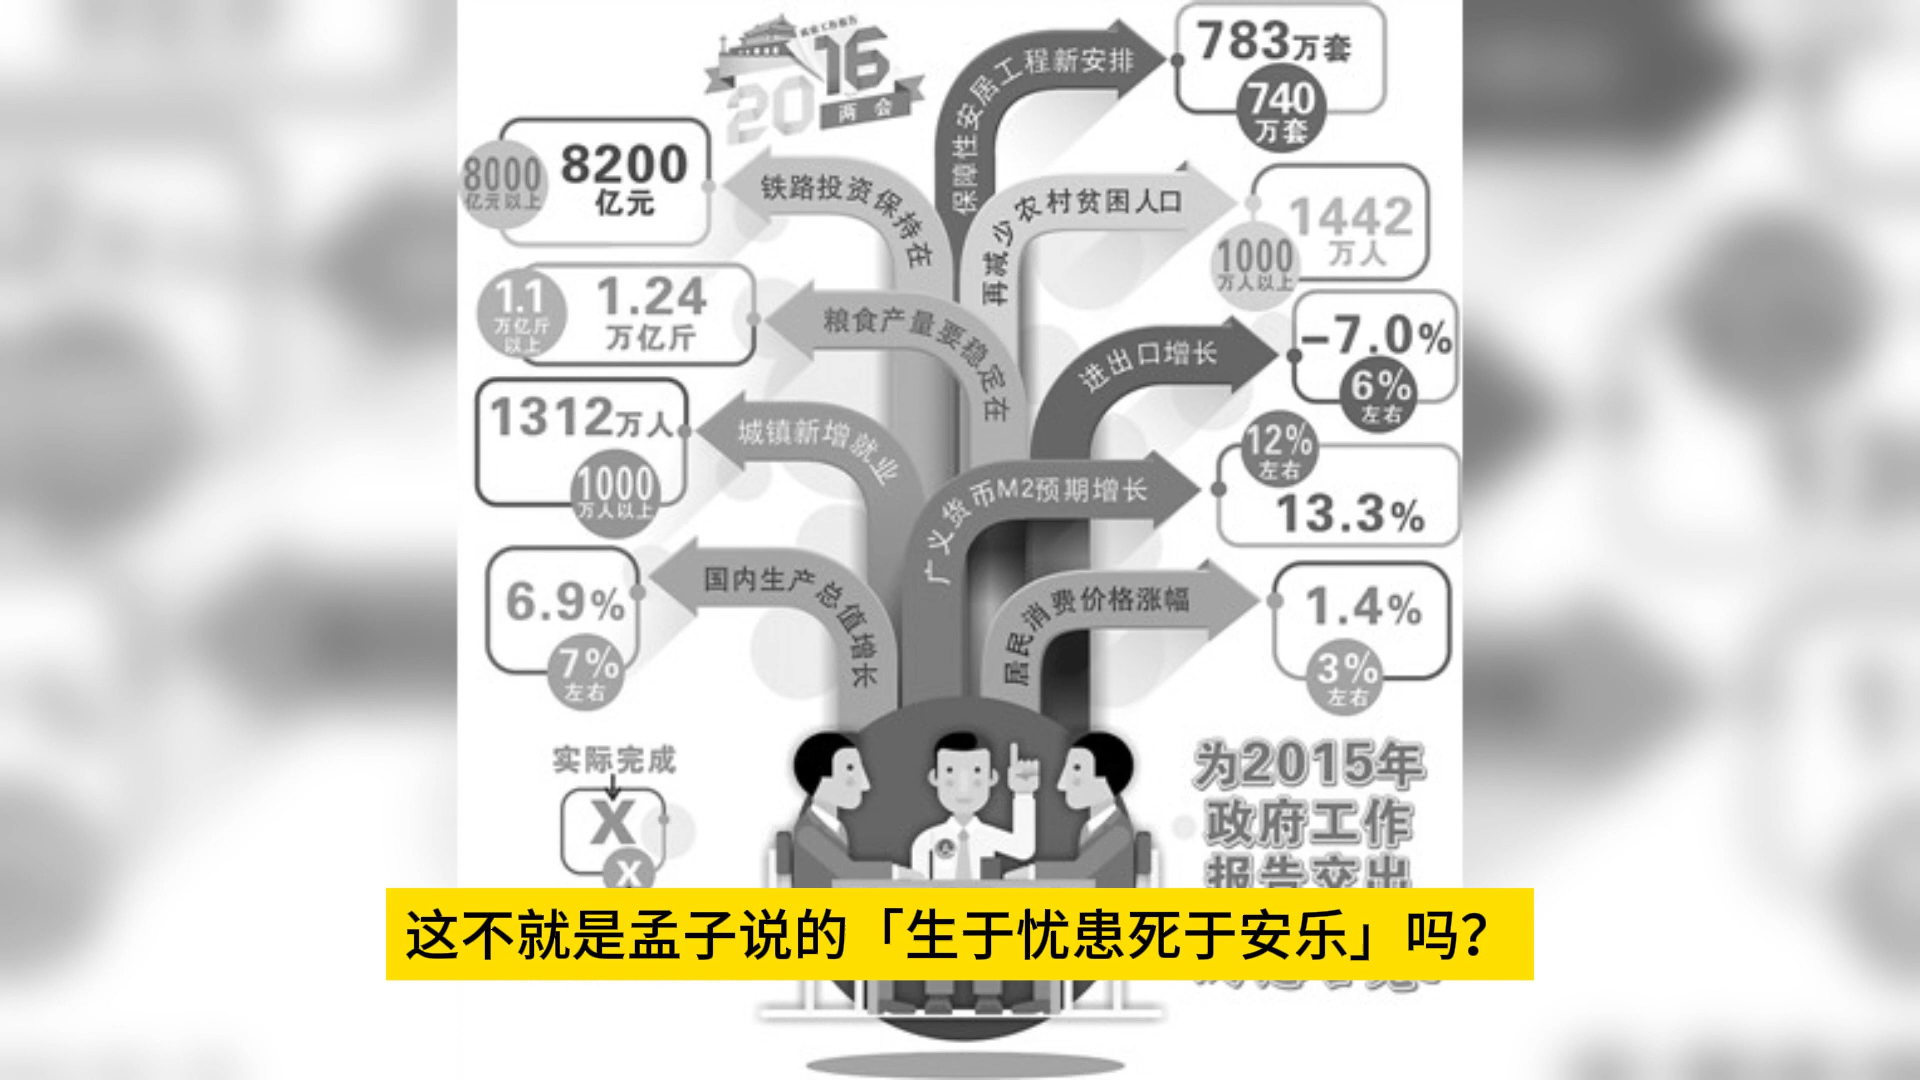 2016
两会
保障性安居工程新安排
783万套
740
万套
铁路投资保持在
8200
亿元
8000
亿元以上
再减少农村贫困人口
1442
万人
1000
万人以上
粮食产量要稳定在
1.24
万亿斤
1.1
万亿斤
以上
进出口增长
-7.0%
6%
左右
城镇新增就业
1312万人
1000
万人以上
广义货币M2预期增长
12%
左右
13.3%
国内生产总值增长
6.9%
7%
左右
居民消费价格涨幅
1.4%
3%
左右
实际完成
X
X
为2015年
政府工作
报告交出
这不就是孟子说的「生于忧患死于安乐」吗?